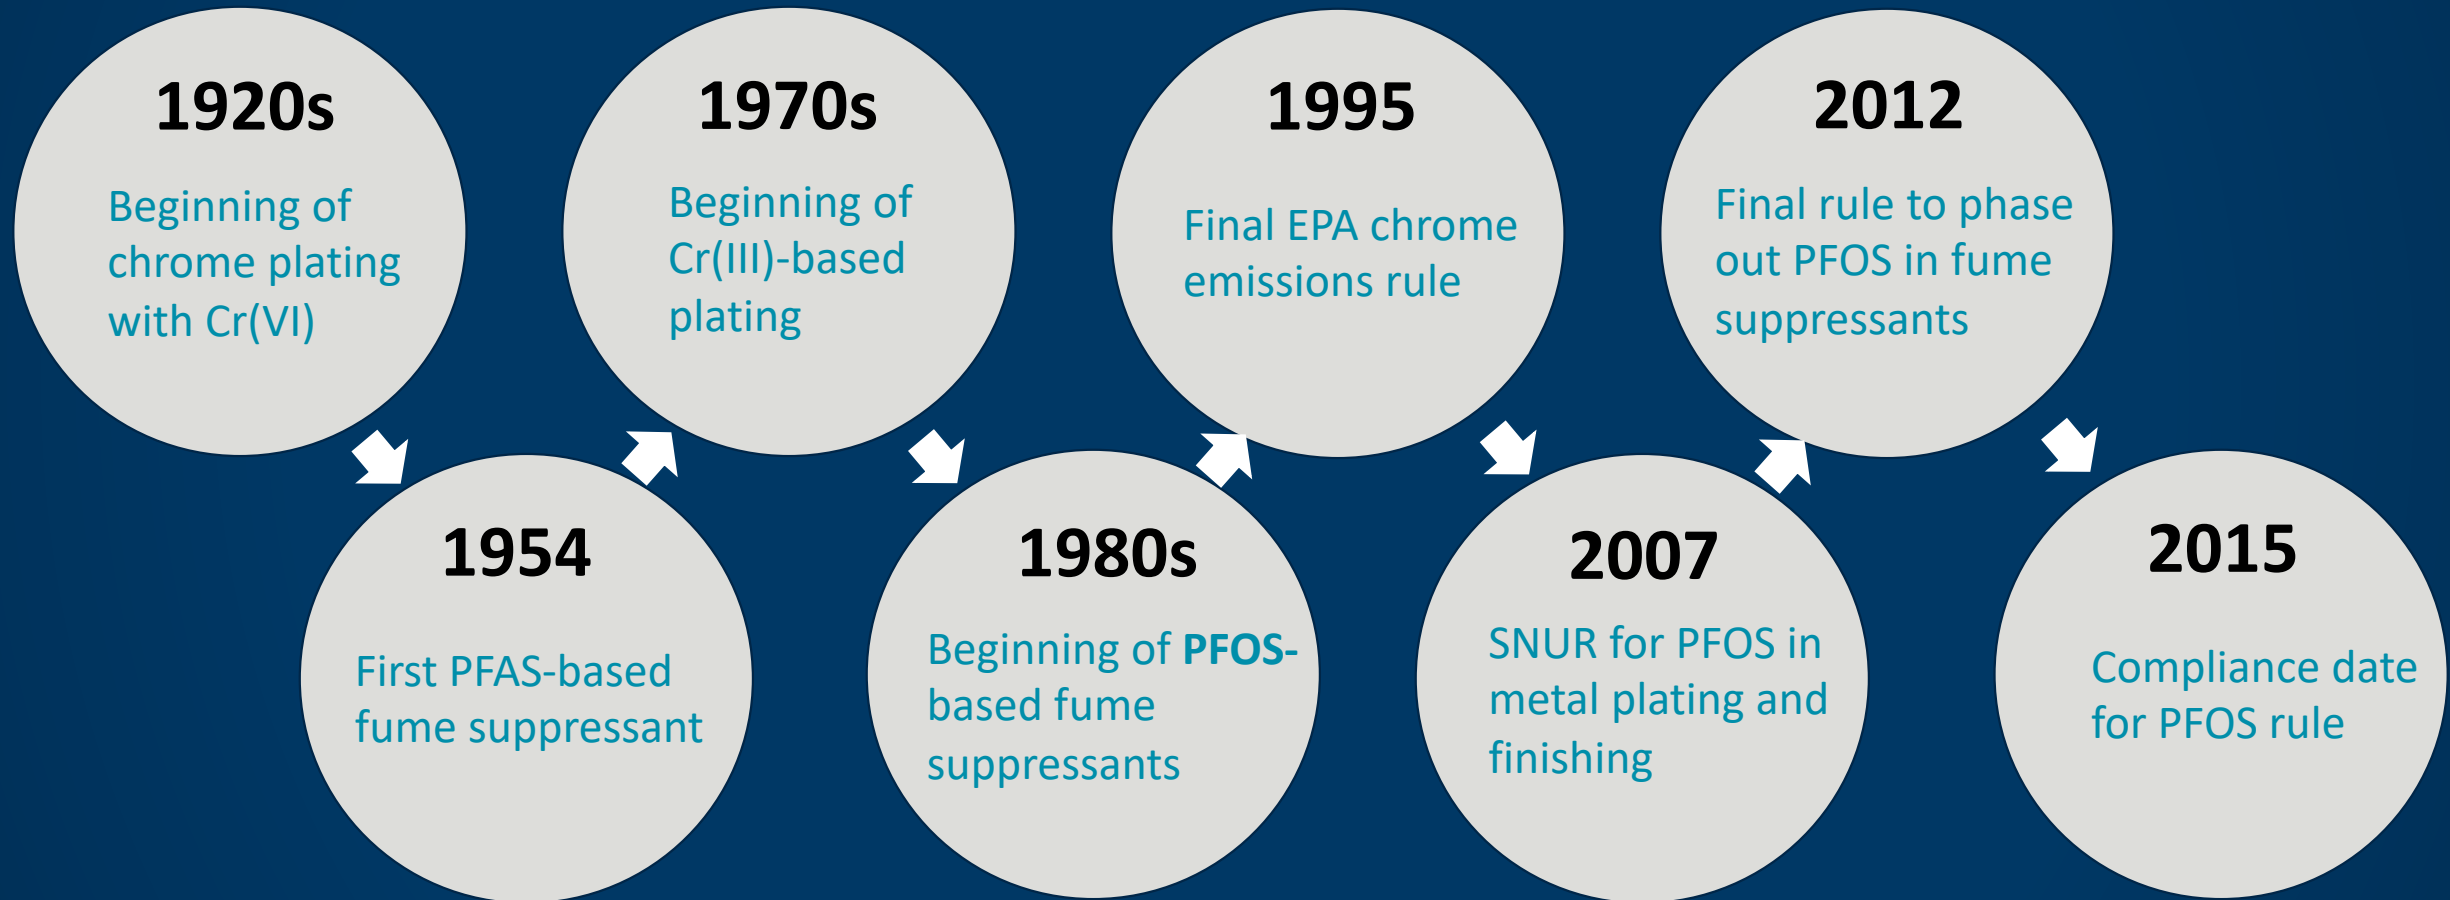 1920s
Beginning of
chrome plating
with Cr(VI)
1954
First PFAS-based
fume suppressant
1970s
Beginning of
Cr(III)-based
plating
1980s
Beginning of PFOS-
based fume
suppressants
1995
Final EPA chrome
emissions rule
2007
SNUR for PFOS in
metal plating and
finishing
2012
Final rule to phase
out PFOS in fume
suppressants
2015
Compliance date
for PFOS rule